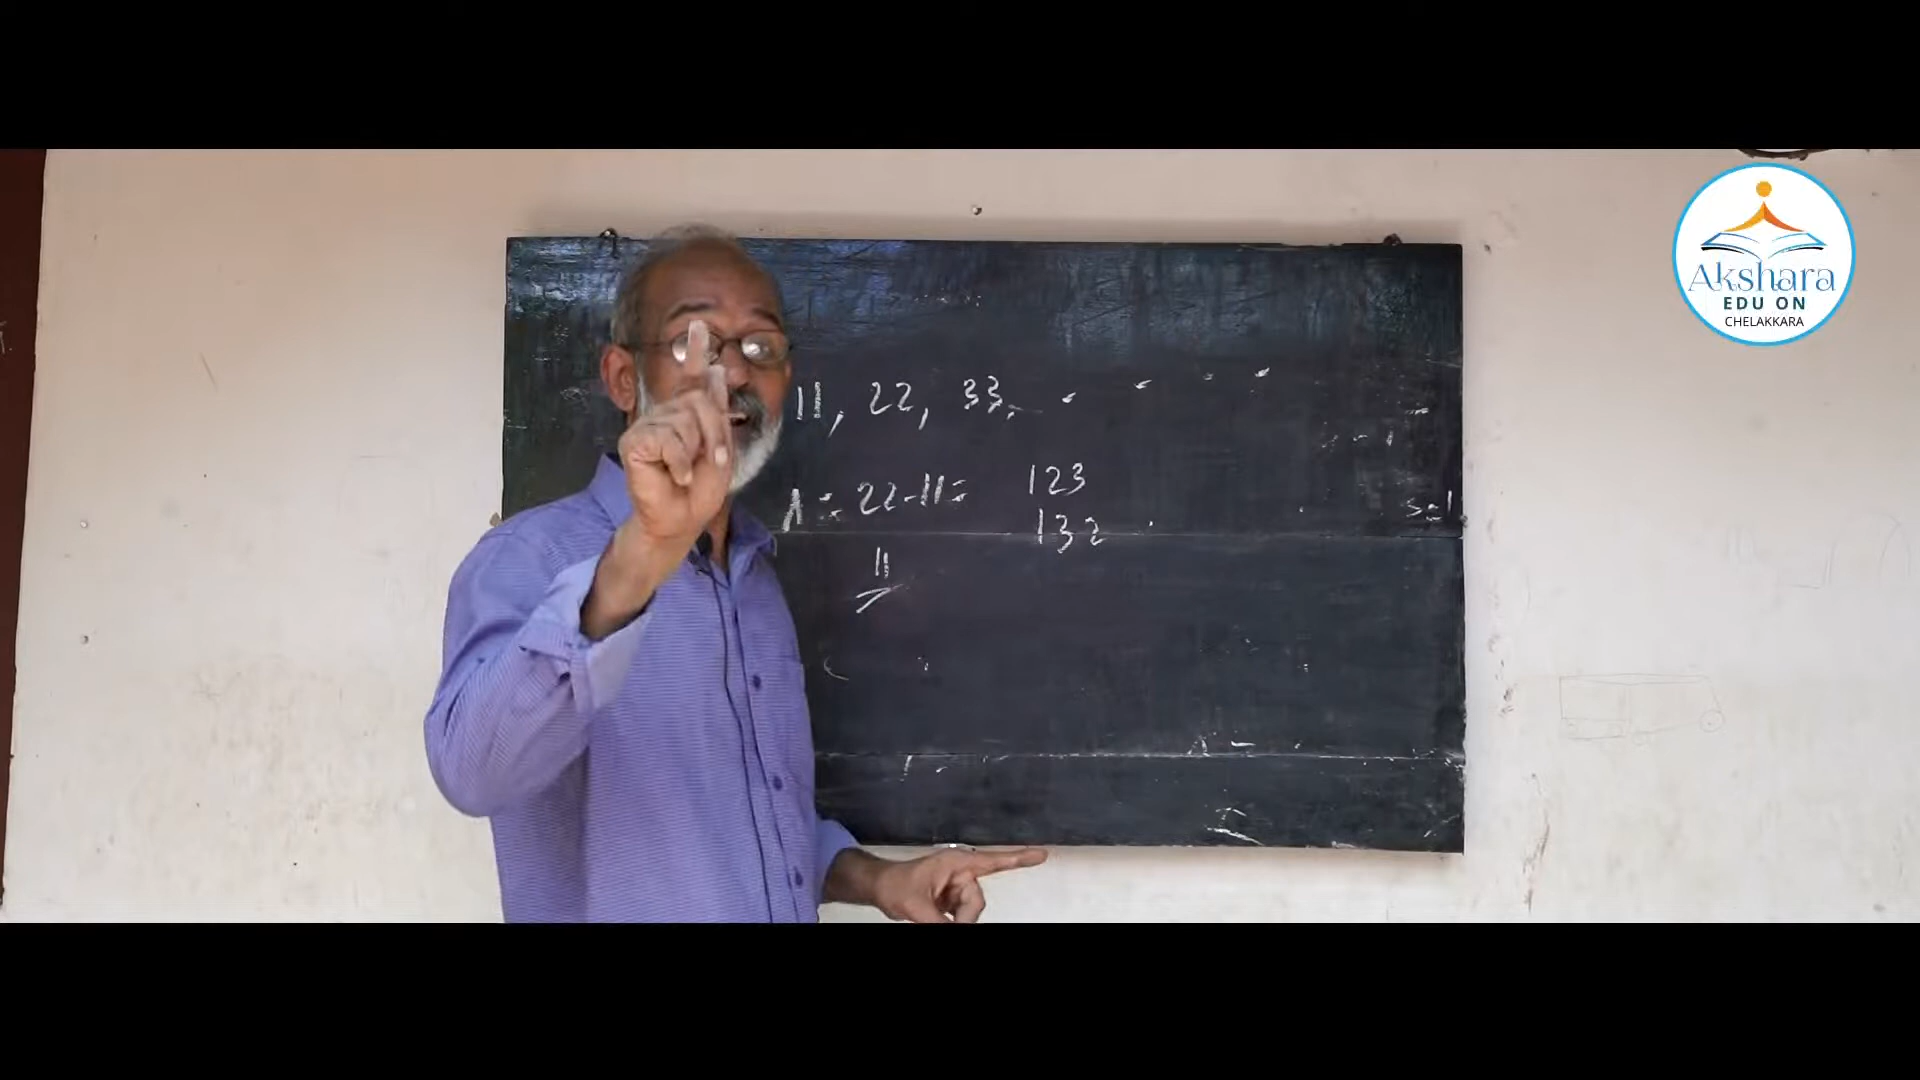 11, 22, 33, . . . .
= 22-11=
11
123
132
Akshara
EDU ON
CHELAKKARA